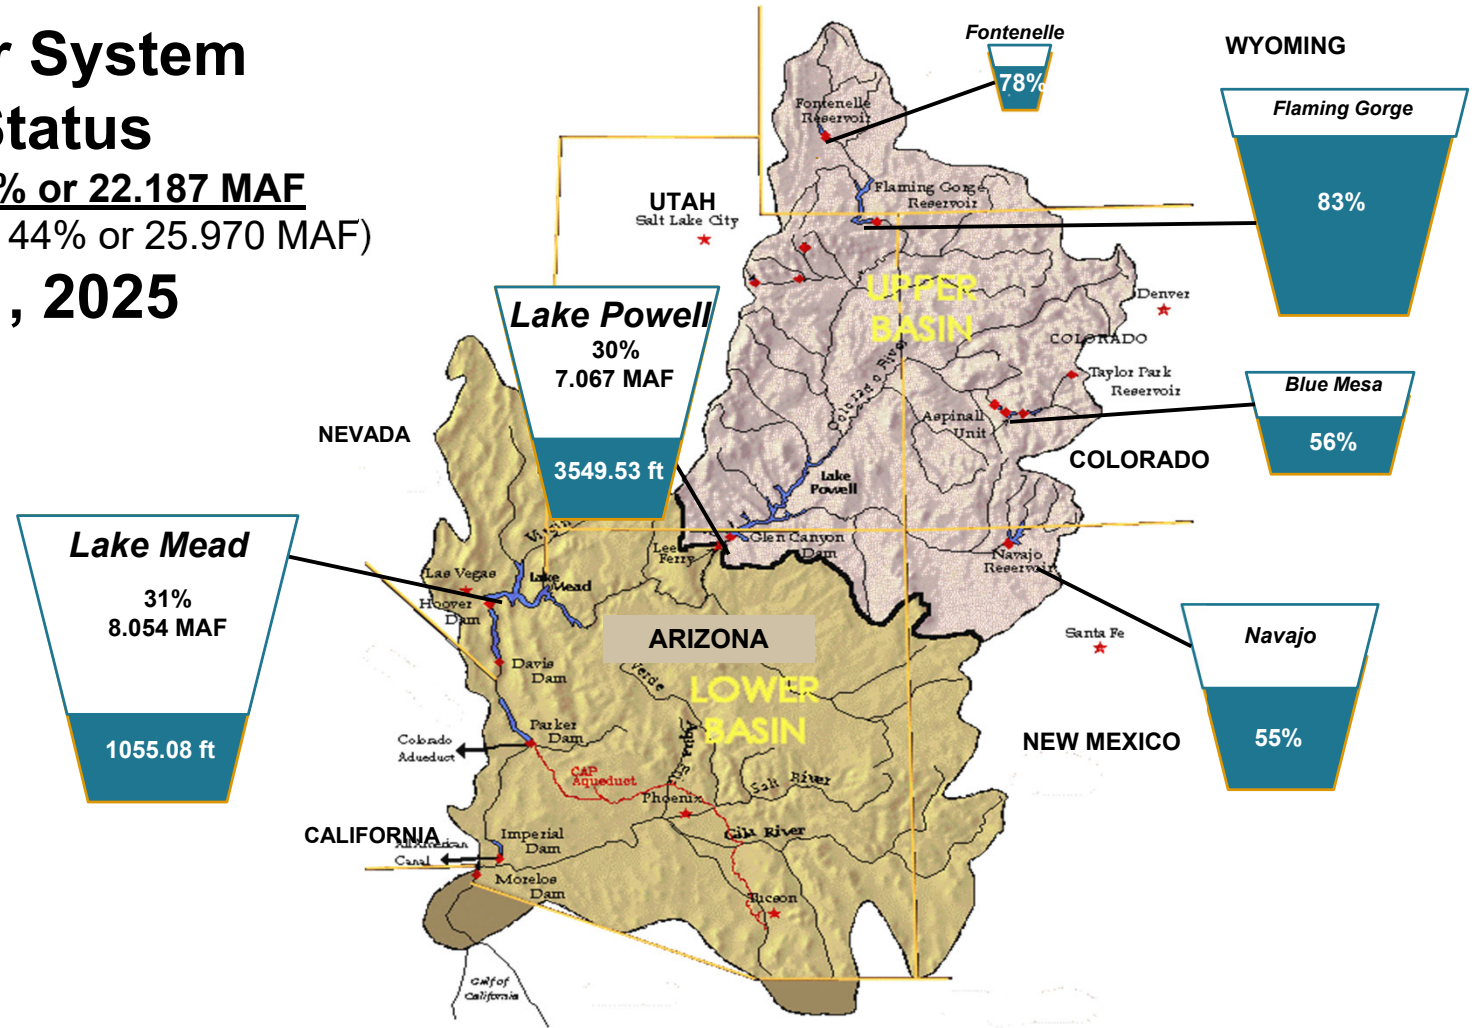 r System
Status
% or 22.187 MAF
44% or 25.970 MAF)
, 2025
Fontenelle
78%
WYOMING
Flaming Gorge
83%
Fontenelle
Reservoir
Flaming Gorge
Reservoir
UTAH
Salt Lake City
UPPER
BASIN
Denver
COLORADO
Lake Powell
30%
7.067 MAF
3549.53 ft
Colorado River
Taylor Park
Reservoir
Aspinall
Unit
Blue Mesa
56%
COLORADO
NEVADA
Lake
Powell
Glen Canyon
Dam
Lee
Ferry
Virgin
Navajo
Reservoir
Lake Mead
31%
8.054 MAF
1055.08 ft
Las Vegas
Hoover
Dam
Lake
Mead
ARIZONA
Santa Fe
Navajo
55%
Davis
Dam
Verde
LOWER
BASIN
NEW MEXICO
Parker
Dam
Colorado
Aqueduct
CAP
Aqueduct
Salt River
Phoenix
Gila River
CALIFORNIA
All American
Canal
Imperial
Dam
Morelos
Dam
Tucson
Gulf of
California